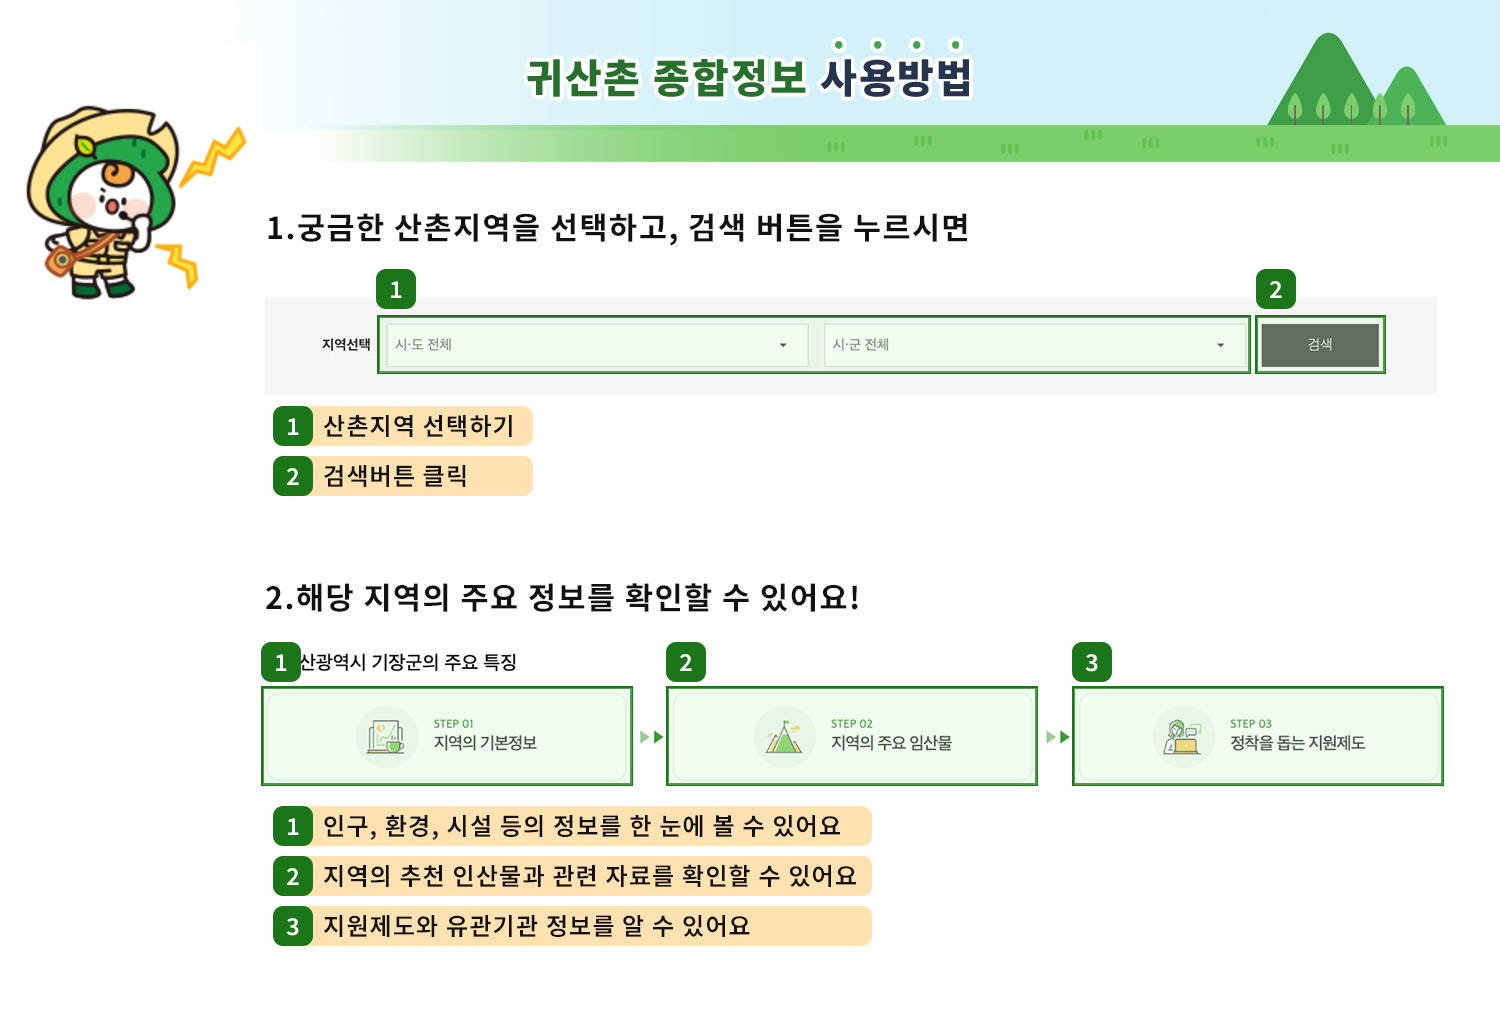 귀산촌 종합정보 사용방법
1.궁금한 산촌지역을 선택하고, 검색 버튼을 누르시면
1
2
지역선택
시·도 전체
시·군 전체
검색
1 산촌지역 선택하기
2 검색버튼 클릭
2.해당 지역의 주요 정보를 확인할 수 있어요!
1 산광역시 기장군의 주요 특징
2
3
STEP 01
지역의 기본정보
STEP 02
지역의 주요 임산물
STEP 03
정착을 돕는 지원제도
1 인구, 환경, 시설 등의 정보를 한 눈에 볼 수 있어요
2 지역의 추천 인산물과 관련 자료를 확인할 수 있어요
3 지원제도와 유관기관 정보를 알 수 있어요